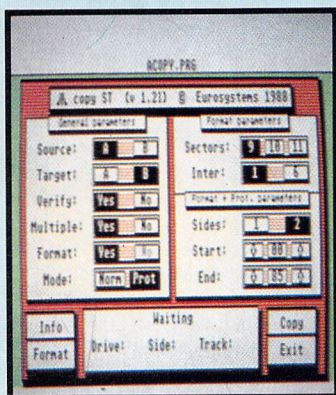 ACOPY.PRG
copy ST (v 1.21) © Eurosystems 1988
General parameters
Source: A B
Target: A B
Verify: Yes No
Multiple: Yes No
Format: Yes No
Mode: Norm Prot
Format parameters
Sectors: 9 10 11
Inter: 1 6
Format + Prot. parameters
Sides: 1 2
Start: 00
End: 85
Info
Format
Waiting
Drive: Side: Track:
Copy
Exit